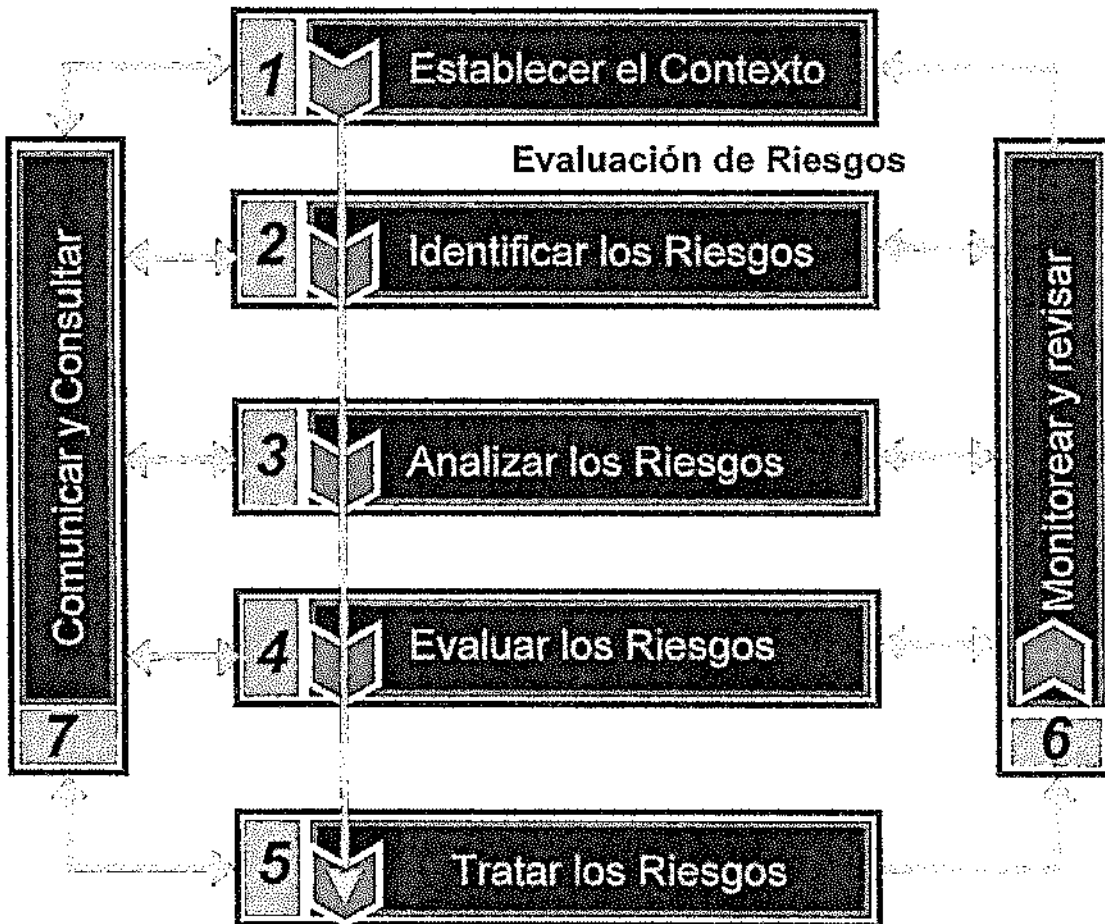 1 Establecer el Contexto
Evaluación de Riesgos
2 Identificar los Riesgos
3 Analizar los Riesgos
4 Evaluar los Riesgos
5 Tratar los Riesgos
Monitorear y revisar
6
Comunicar y Consultar
7